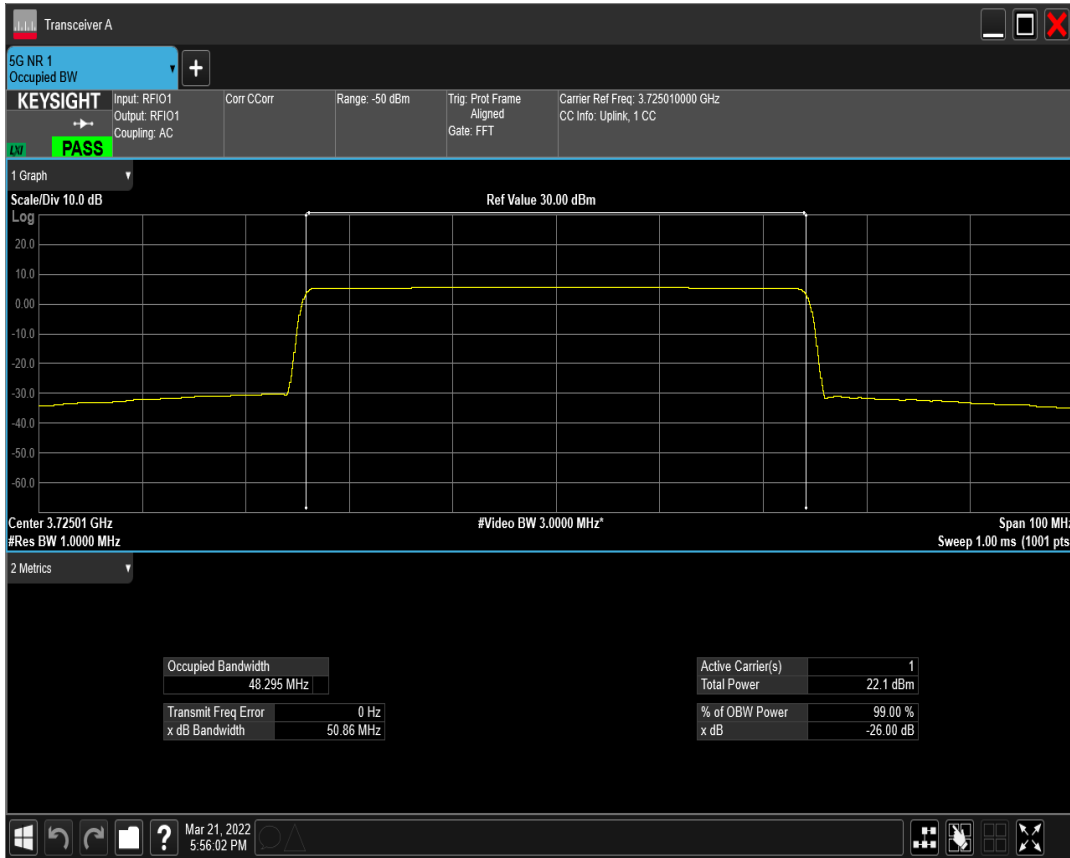 Transceiver A
5G NR 1
Occupied BW
+
KEYSIGHT
LXI
PASS
Input: RFIO1
Output: RFIO1
Coupling: AC
Corr CCorr
Range: -50 dBm
Trig: Prot Frame
Aligned
Gate: FFT
Carrier Ref Freq: 3.725010000 GHz
CC Info: Uplink, 1 CC
1 Graph
Scale/Div 10.0 dB
Ref Value 30.00 dBm
Log
20.0
10.0
0.00
-10.0
-20.0
-30.0
-40.0
-50.0
-60.0
Center 3.72501 GHz
#Video BW 3.0000 MHz*
Span 100 MHz
#Res BW 1.0000 MHz
Sweep 1.00 ms (1001 pts
2 Metrics
Occupied Bandwidth
48.295 MHz
Transmit Freq Error 0 Hz
x dB Bandwidth 50.86 MHz
Active Carrier(s) 1
Total Power 22.1 dBm
% of OBW Power 99.00 %
x dB -26.00 dB
?
Mar 21, 2022
5:56:02 PM